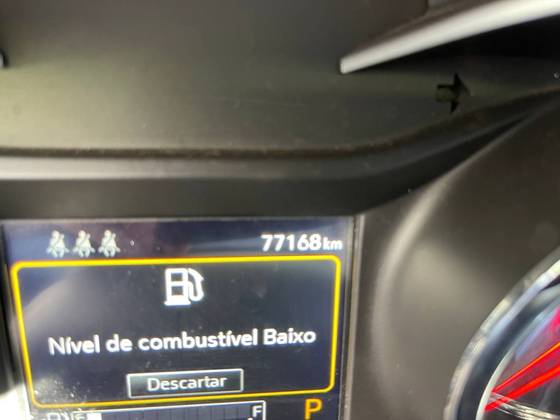 77168km
Nível de combustível Baixo
Descartar
F
P